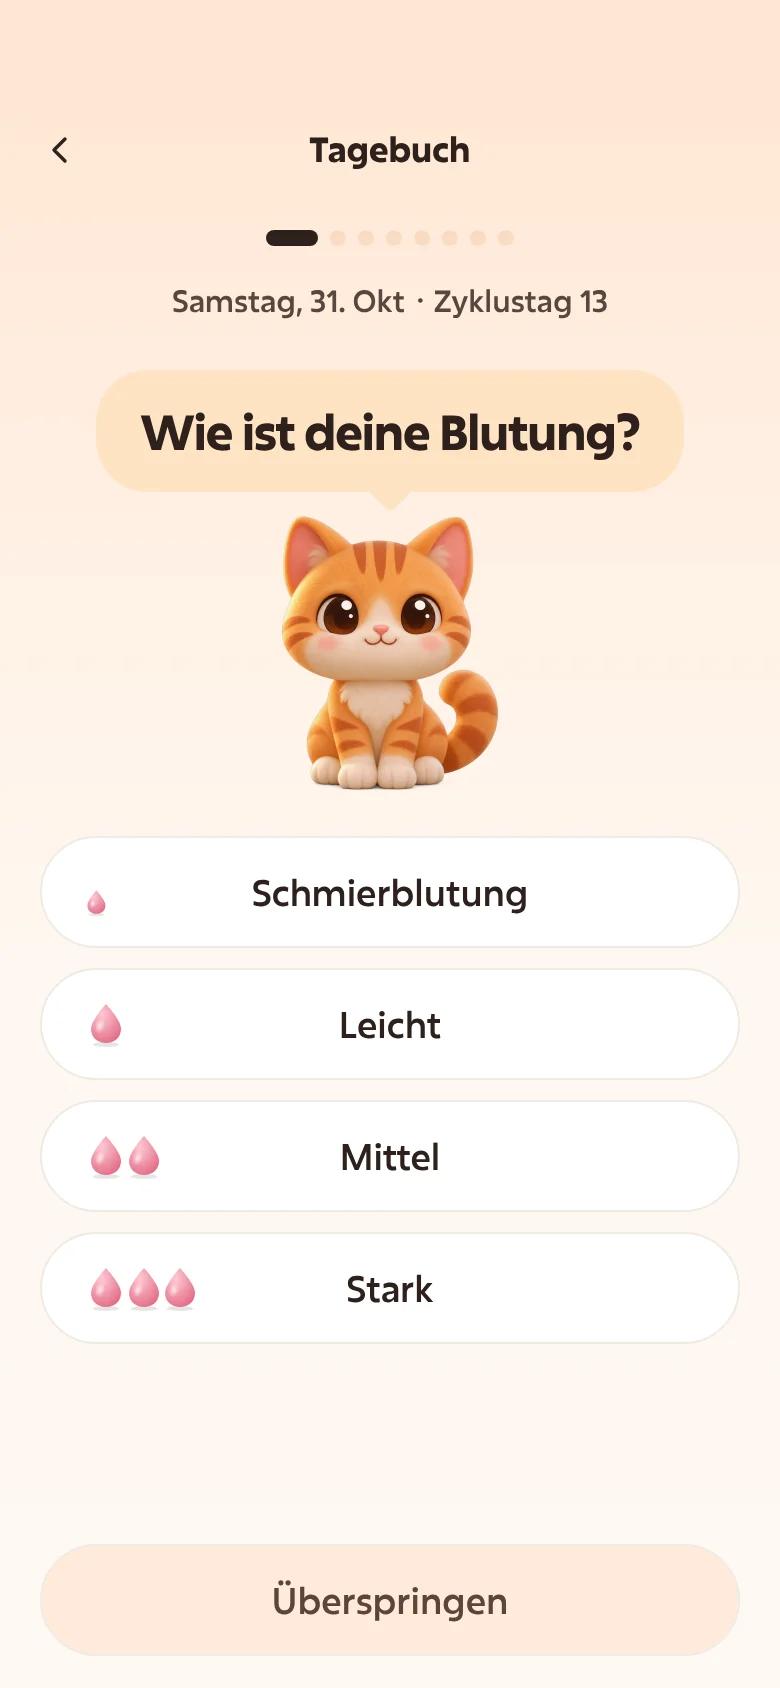 Tagebuch
Samstag, 31. Okt · Zyklustag 13
Wie ist deine Blutung?
Schmierblutung
Leicht
Mittel
Stark
Überspringen